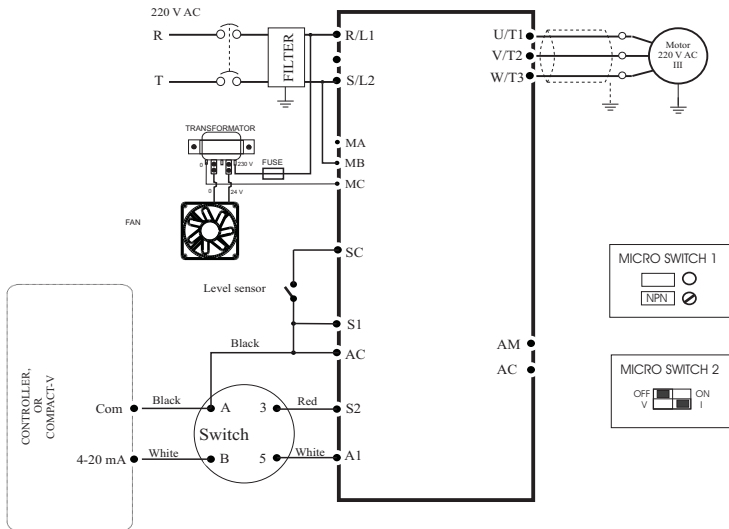 220 V AC
R
T
FILTER
R/L1
S/L2
U/T1
V/T2
W/T3
Motor
220 V AC
III
TRANSFORMATOR
0
230 V
FUSE
0
24 V
FAN
MA
MB
MC
SC
Level sensor
S1
Black
AC
AM
AC
MICRO SWITCH 1
NPN
MICRO SWITCH 2
OFF ON
V I
CONTROLLER,
OR
COMPACT-V
Com
Black
A
3
Red
S2
Switch
4-20 mA
White
B
5
White
A1